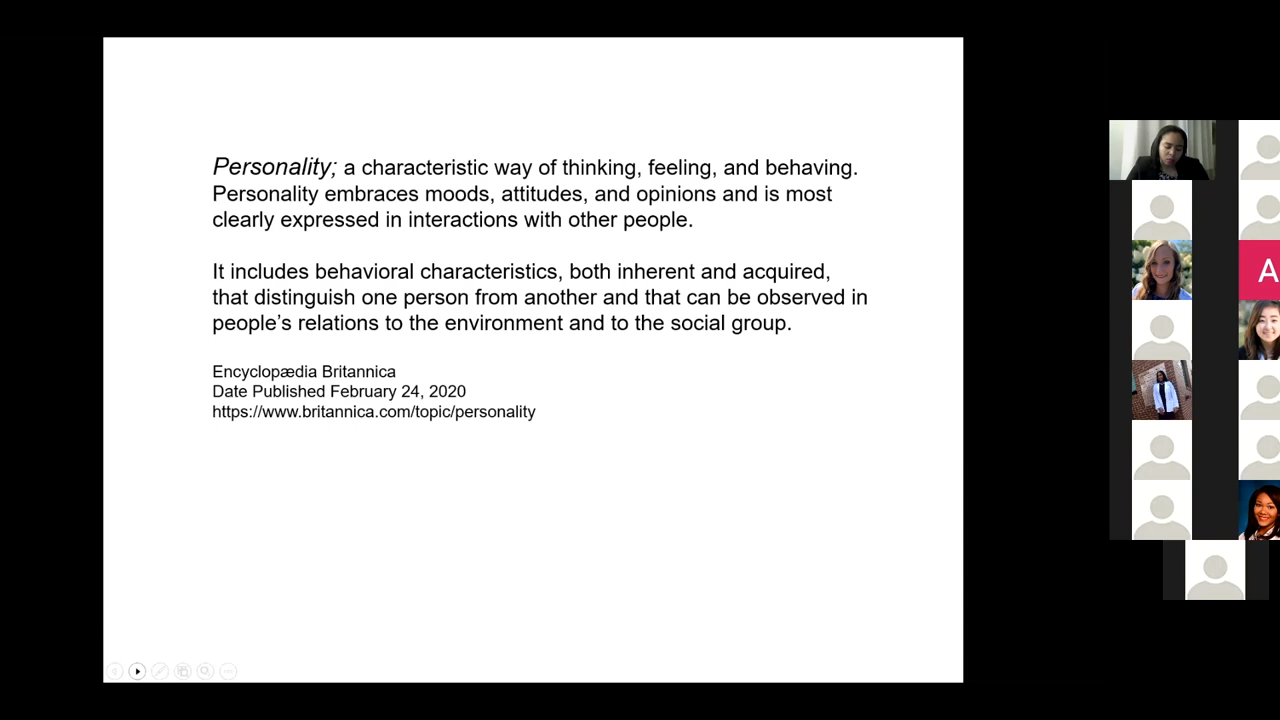 Personality; a characteristic way of thinking, feeling, and behaving.
Personality embraces moods, attitudes, and opinions and is most
clearly expressed in interactions with other people.
It includes behavioral characteristics, both inherent and acquired,
that distinguish one person from another and that can be observed in
people’s relations to the environment and to the social group.
Encyclopædia Britannica
Date Published February 24, 2020
https://www.britannica.com/topic/personality
A